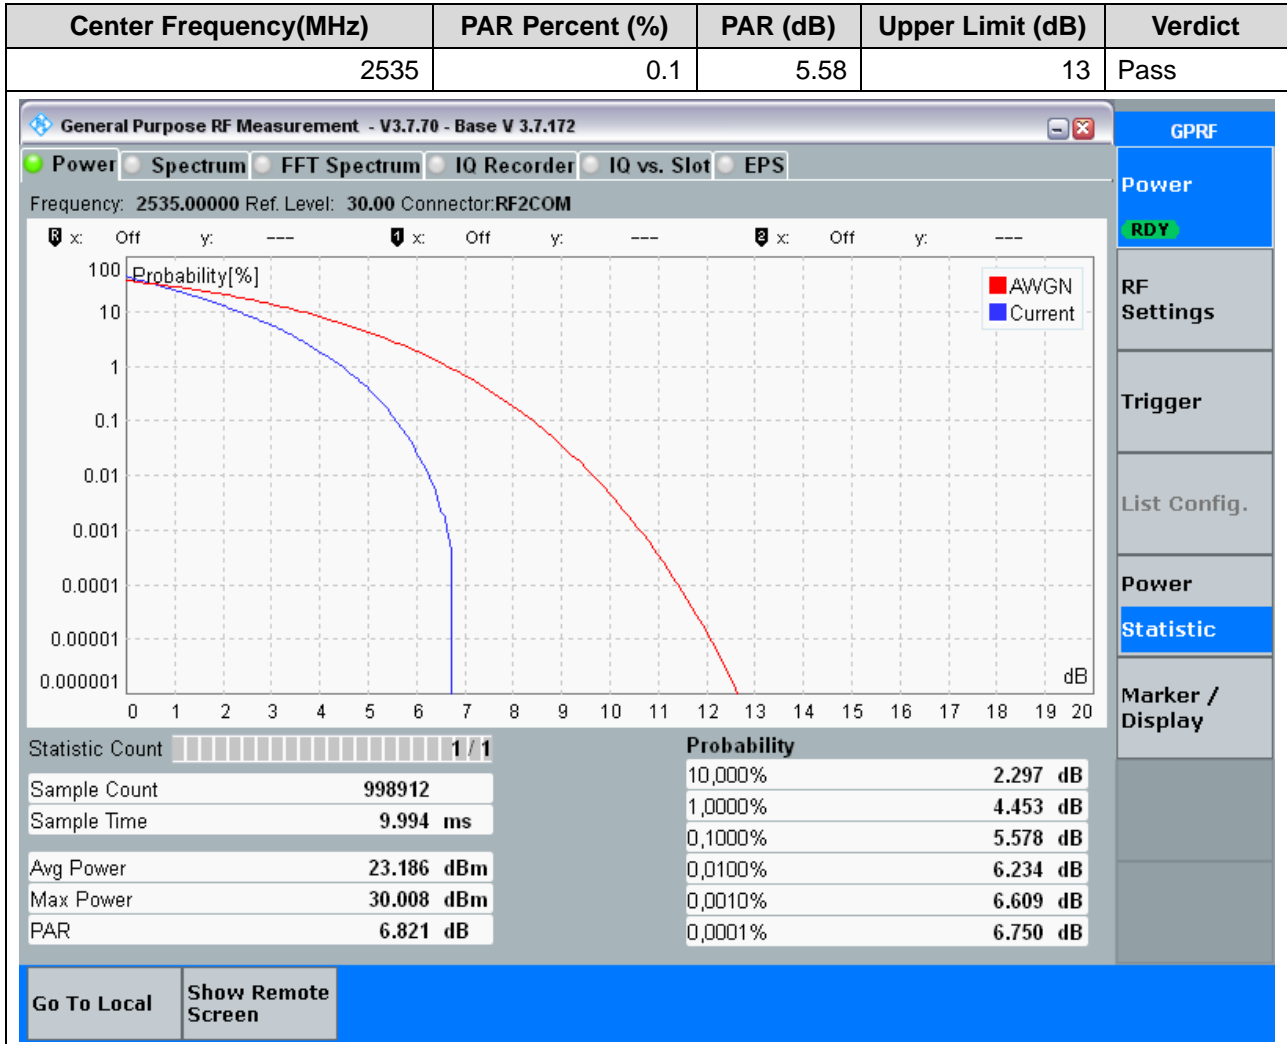 Center Frequency(MHz) PAR Percent (%) PAR (dB) Upper Limit (dB) Verdict
2535 0.1 5.58 13 Pass
General Purpose RF Measurement - V3.7.70 - Base V 3.7.172
GPRF
Power Spectrum FFT Spectrum IQ Recorder IQ vs. Slot EPS
Power
RDY
Frequency: 2535.00000 Ref. Level: 30.00 Connector:RF2COM
R x: Off y: --- 1 x: Off y: --- 2 x: Off y: ---
Probability[%]
AWGN
Current
100
10
1
0.1
0.01
0.001
0.0001
0.00001
0.000001
dB
0 1 2 3 4 5 6 7 8 9 10 11 12 13 14 15 16 17 18 19 20
RF
Settings
Trigger
List Config.
Power
Statistic
Marker /
Display
Statistic Count 1 / 1
Sample Count 998912
Sample Time 9.994 ms
Avg Power 23.186 dBm
Max Power 30.008 dBm
PAR 6.821 dB
Probability
10,000% 2.297 dB
1,0000% 4.453 dB
0,1000% 5.578 dB
0,0100% 6.234 dB
0,0010% 6.609 dB
0,0001% 6.750 dB
Go To Local
Show Remote
Screen